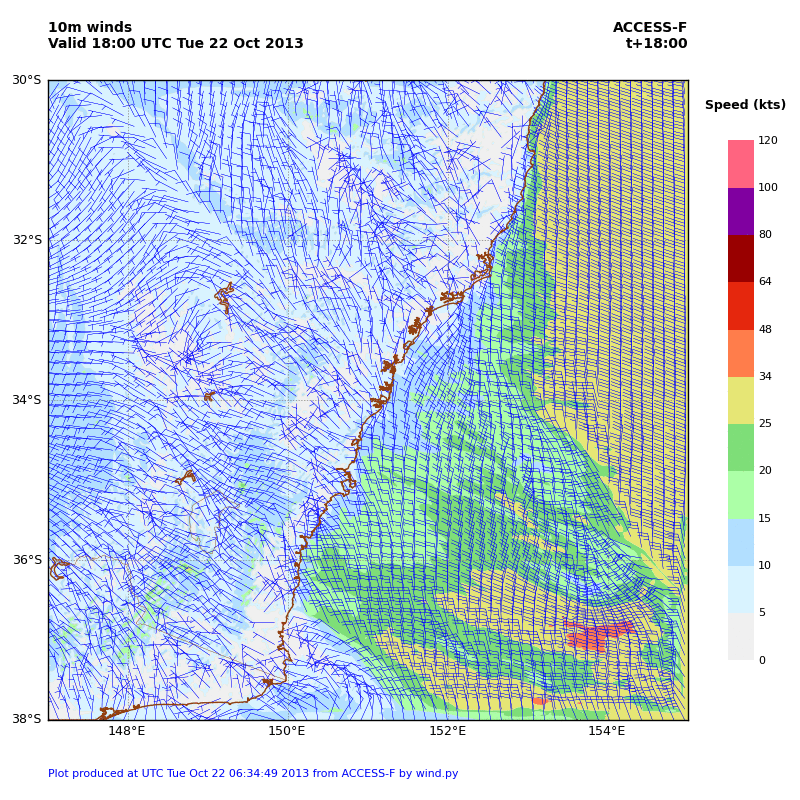 10m winds
Valid 18:00 UTC Tue 22 Oct 2013
ACCESS-F
t+18:00
30°S
32°S
34°S
36°S
38°S
148°E
150°E
152°E
154°E
Speed (kts)
120
100
80
64
48
34
25
20
15
10
5
0
Plot produced at UTC Tue Oct 22 06:34:49 2013 from ACCESS-F by wind.py